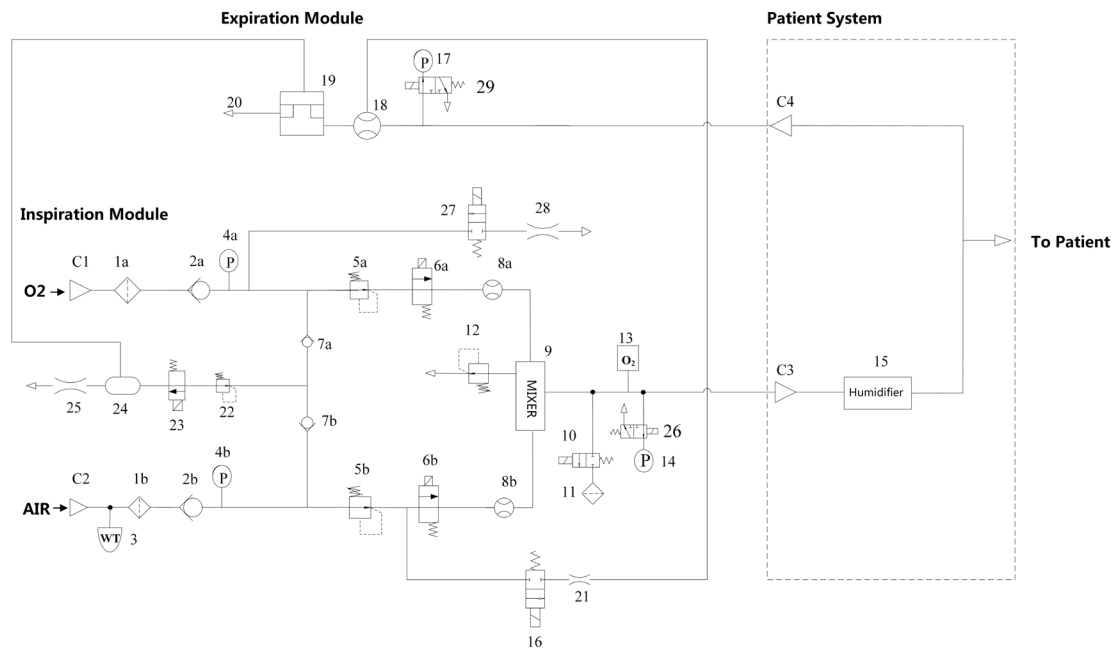 Expiration Module
Patient System
17
P
19
29
20
18
C4
Inspiration Module
27
28
To Patient
4a
P
C1
1a
2a
5a
6a
8a
O2
12
13
7a
9
O₂
C3
15
MIXER
Humidifier
25
24
23
22
7b
10
26
P
14
4b
P
11
C2
1b
2b
5b
6b
8b
AIR
WT
3
21
16